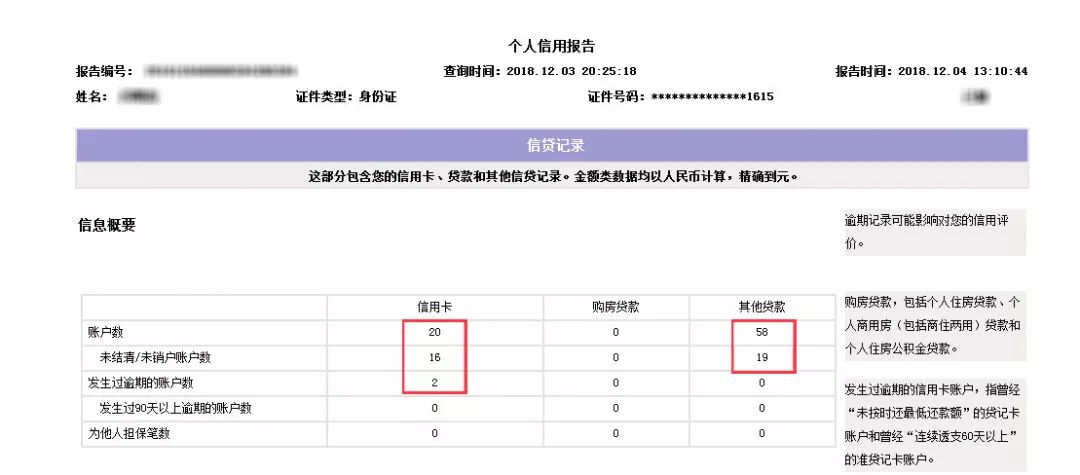 个人信用报告
报告编号： 查询时间：2018.12.03 20:25:18 报告时间：2018.12.04 13:10:44
姓名： 证件类型：身份证 证件号码：**************1615
信贷记录
这部分包含您的信用卡、贷款和其他信贷记录。金额类数据均以人民币计算，精确到元。
信息概要
逾期记录可能影响对您的信用评
价。
信用卡 购房贷款 其他贷款
账户数 20 0 58
未结清/未销户账户数 16 0 19
发生过逾期的账户数 2 0 0
发生过90天以上逾期的账户数 0 0 0
为他人担保笔数 0 0 0
购房贷款，包括个人住房贷款、个
人商用房（包括商住两用）贷款和
个人住房公积金贷款。
发生过逾期的信用卡账户，指曾经
“未按时还最低还款额”的贷记卡
账户和曾经“连续透支60天以上”
的准贷记卡账户。